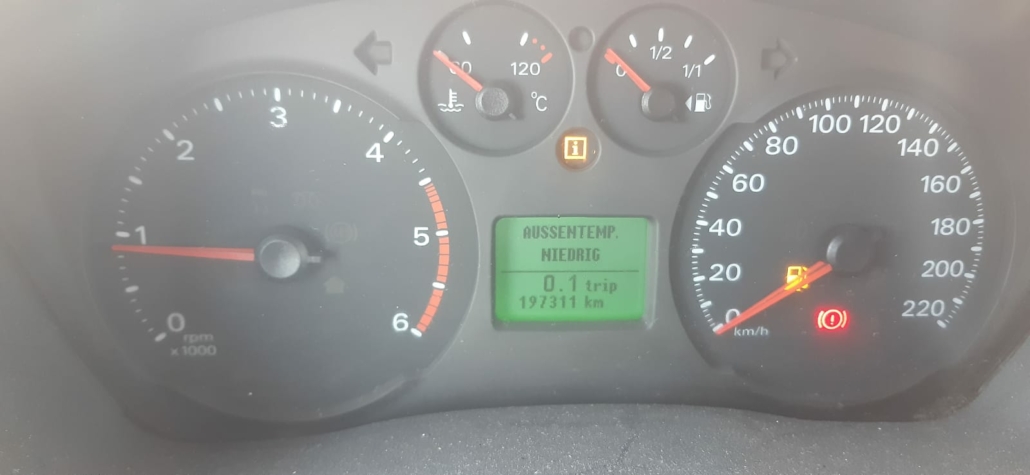 60 120
°C
0 1/2 1/1
i
0 1 2 3 4 5 6
rpm
x 1000
AUSSENTEMP.
NIEDRIG
0.1 trip
197311 km
0 20 40 60 80 100 120 140 160 180 200 220
km/h